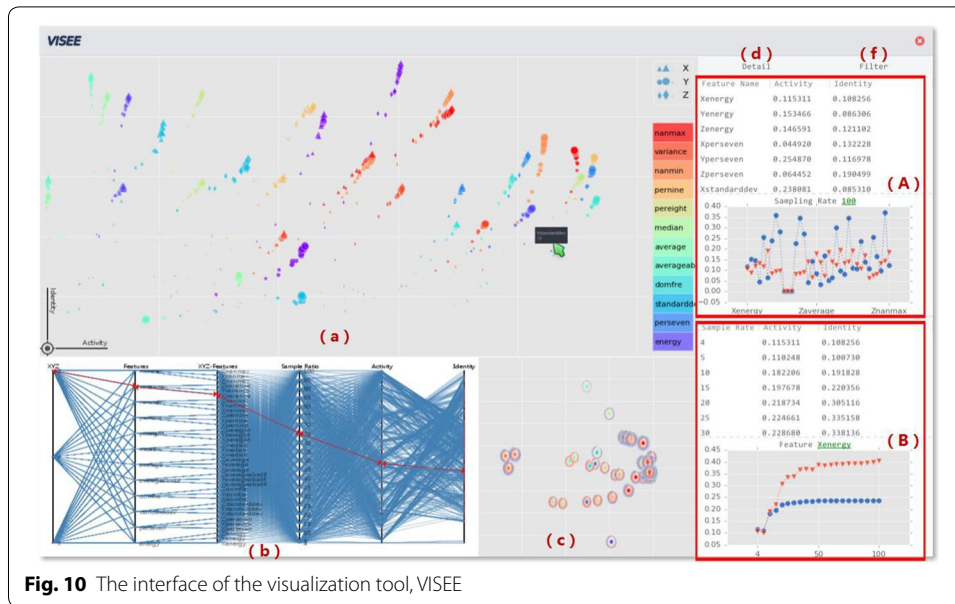 VISEE
( d )
( f )
Detail Filter
X
Y
Z
nanmax
variance
nanmin
pernine
pereight
median
average
averageab
domfre
standardde
perseven
energy
Identity
Activity
( a )
Feature Name Activity Identity
Xenergy 0.115311 0.108256
Yenergy 0.153466 0.086306
Zenergy 0.146591 0.121102
Xperseven 0.044920 0.132228
Yperseven 0.254870 0.116978
Zperseven 0.064452 0.190499
Xstandarddev 0.238081 0.085310
( A )
Sampling Rate 100
0.40
0.35
0.30
0.25
0.20
0.15
0.10
0.05
0.00
−0.05
Xenergy Zaverage Znanmax
XYZ Features XYZ-Features Sample Ratio Activity Identity
( b )
( c )
Sample Rate Activity Identity
4 0.115311 0.108256
5 0.110248 0.100730
10 0.182206 0.191828
15 0.197678 0.220356
20 0.218734 0.305116
25 0.224661 0.335158
30 0.228680 0.338136
( B )
Feature Xenergy
0.45
0.40
0.35
0.30
0.25
0.20
0.15
0.10
0.05
4 50 100
Fig. 10 The interface of the visualization tool, VISEE